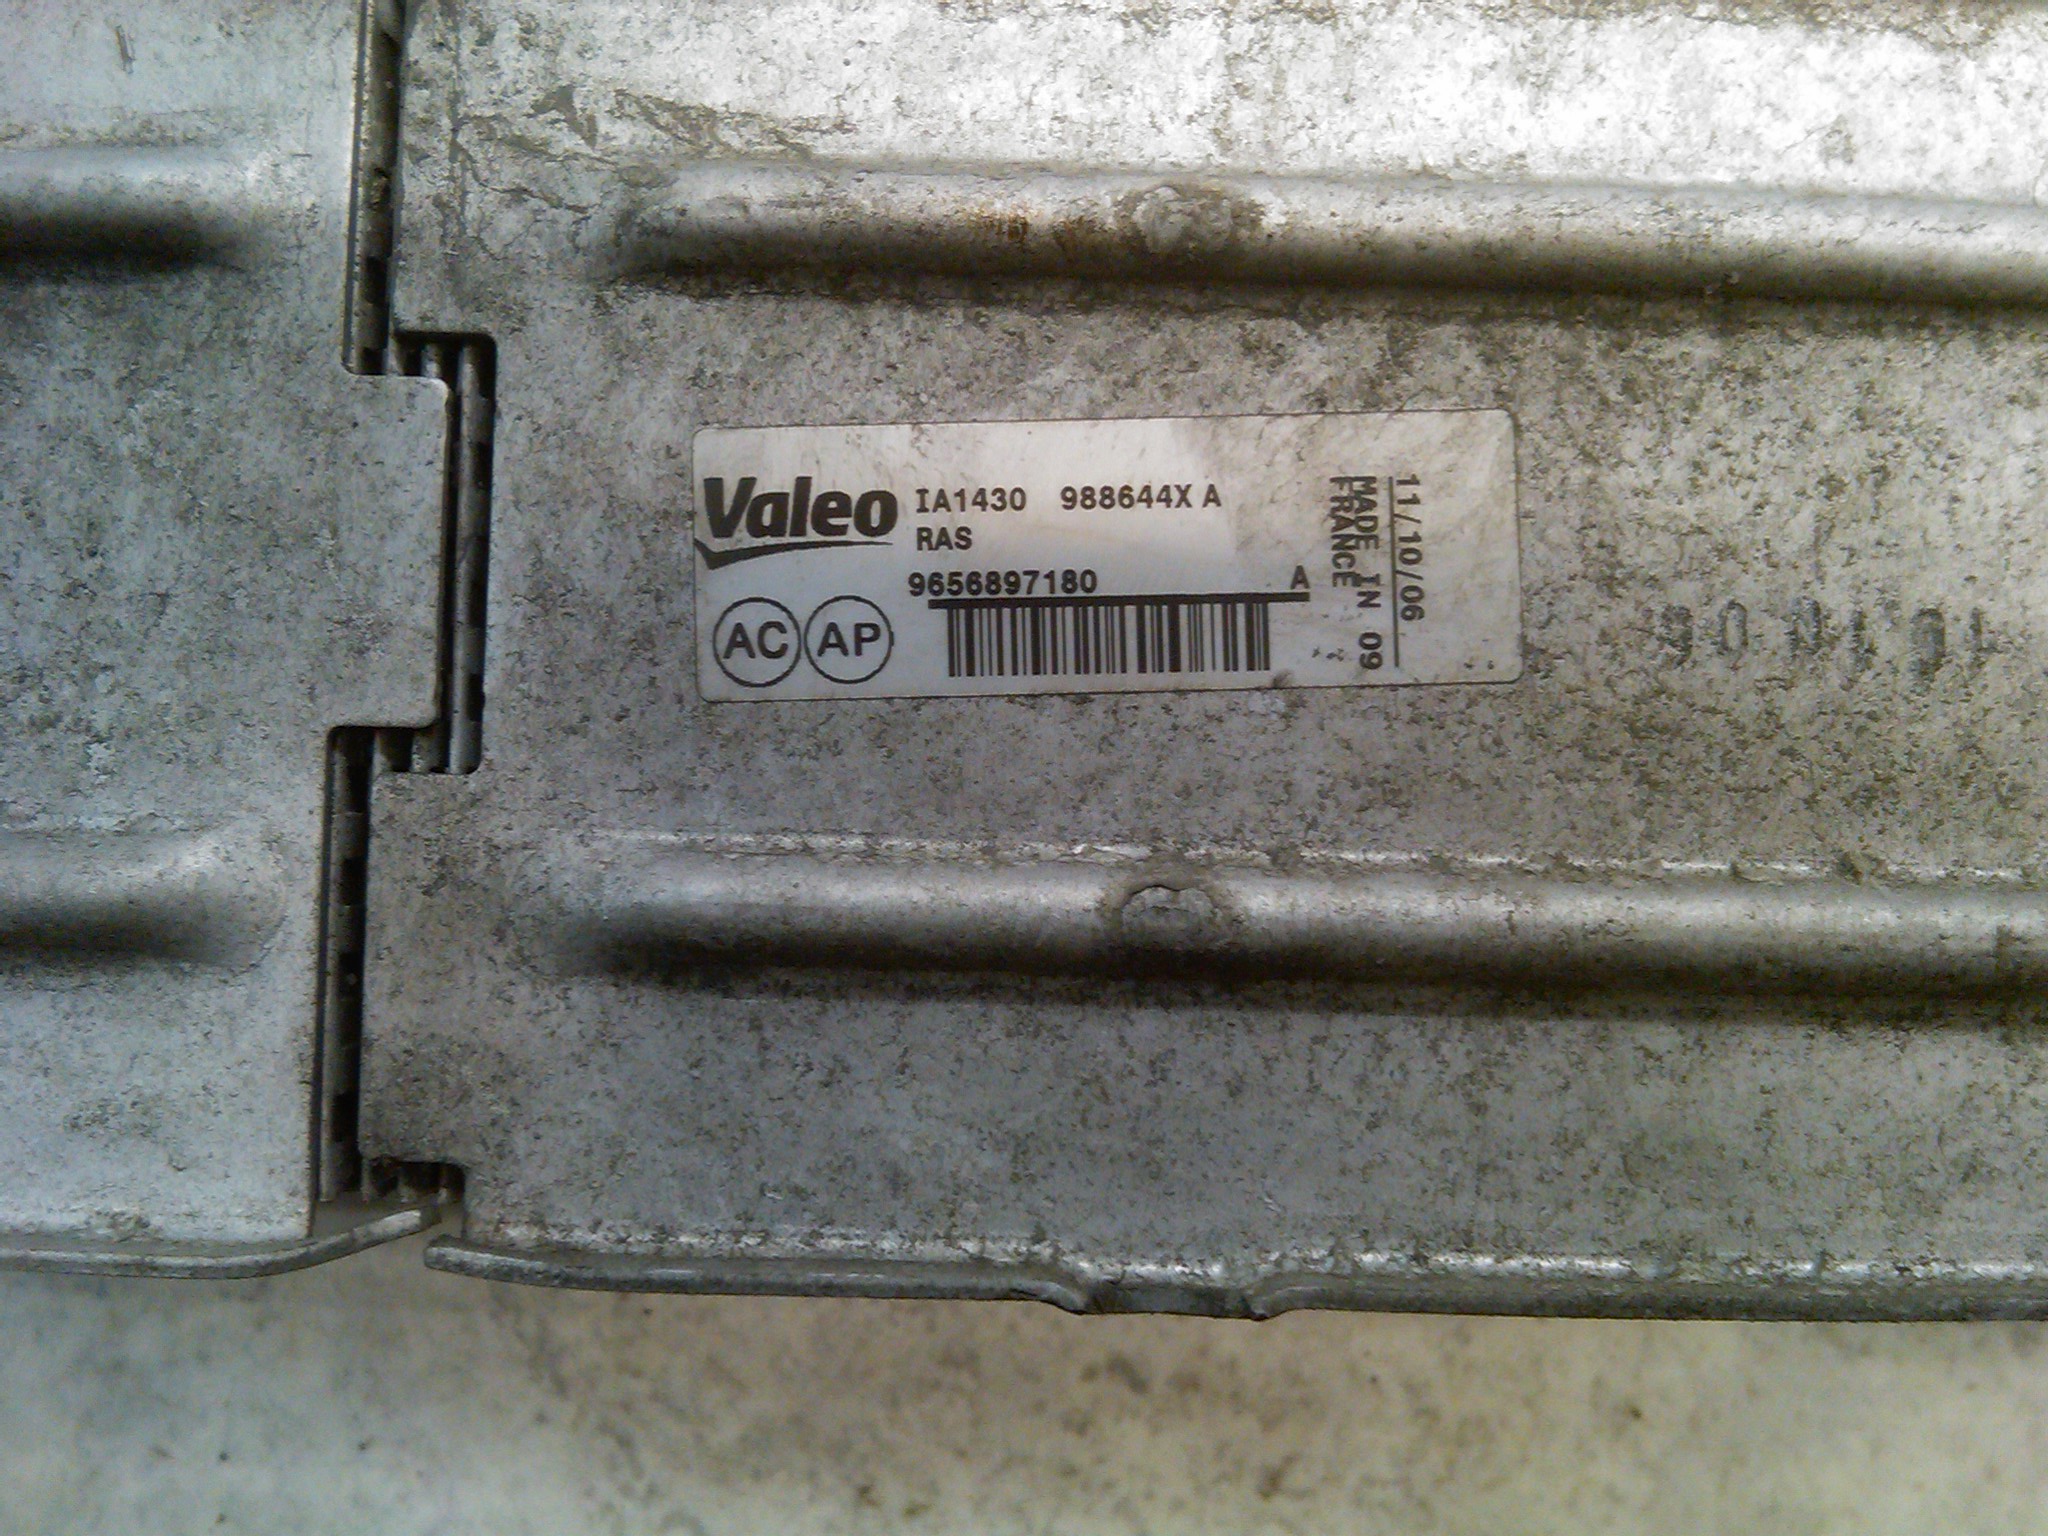 Valeo IA1430 988644X A
RAS
9656897180 A
AC AP
11/10/06
MADE IN 09
FRANCE